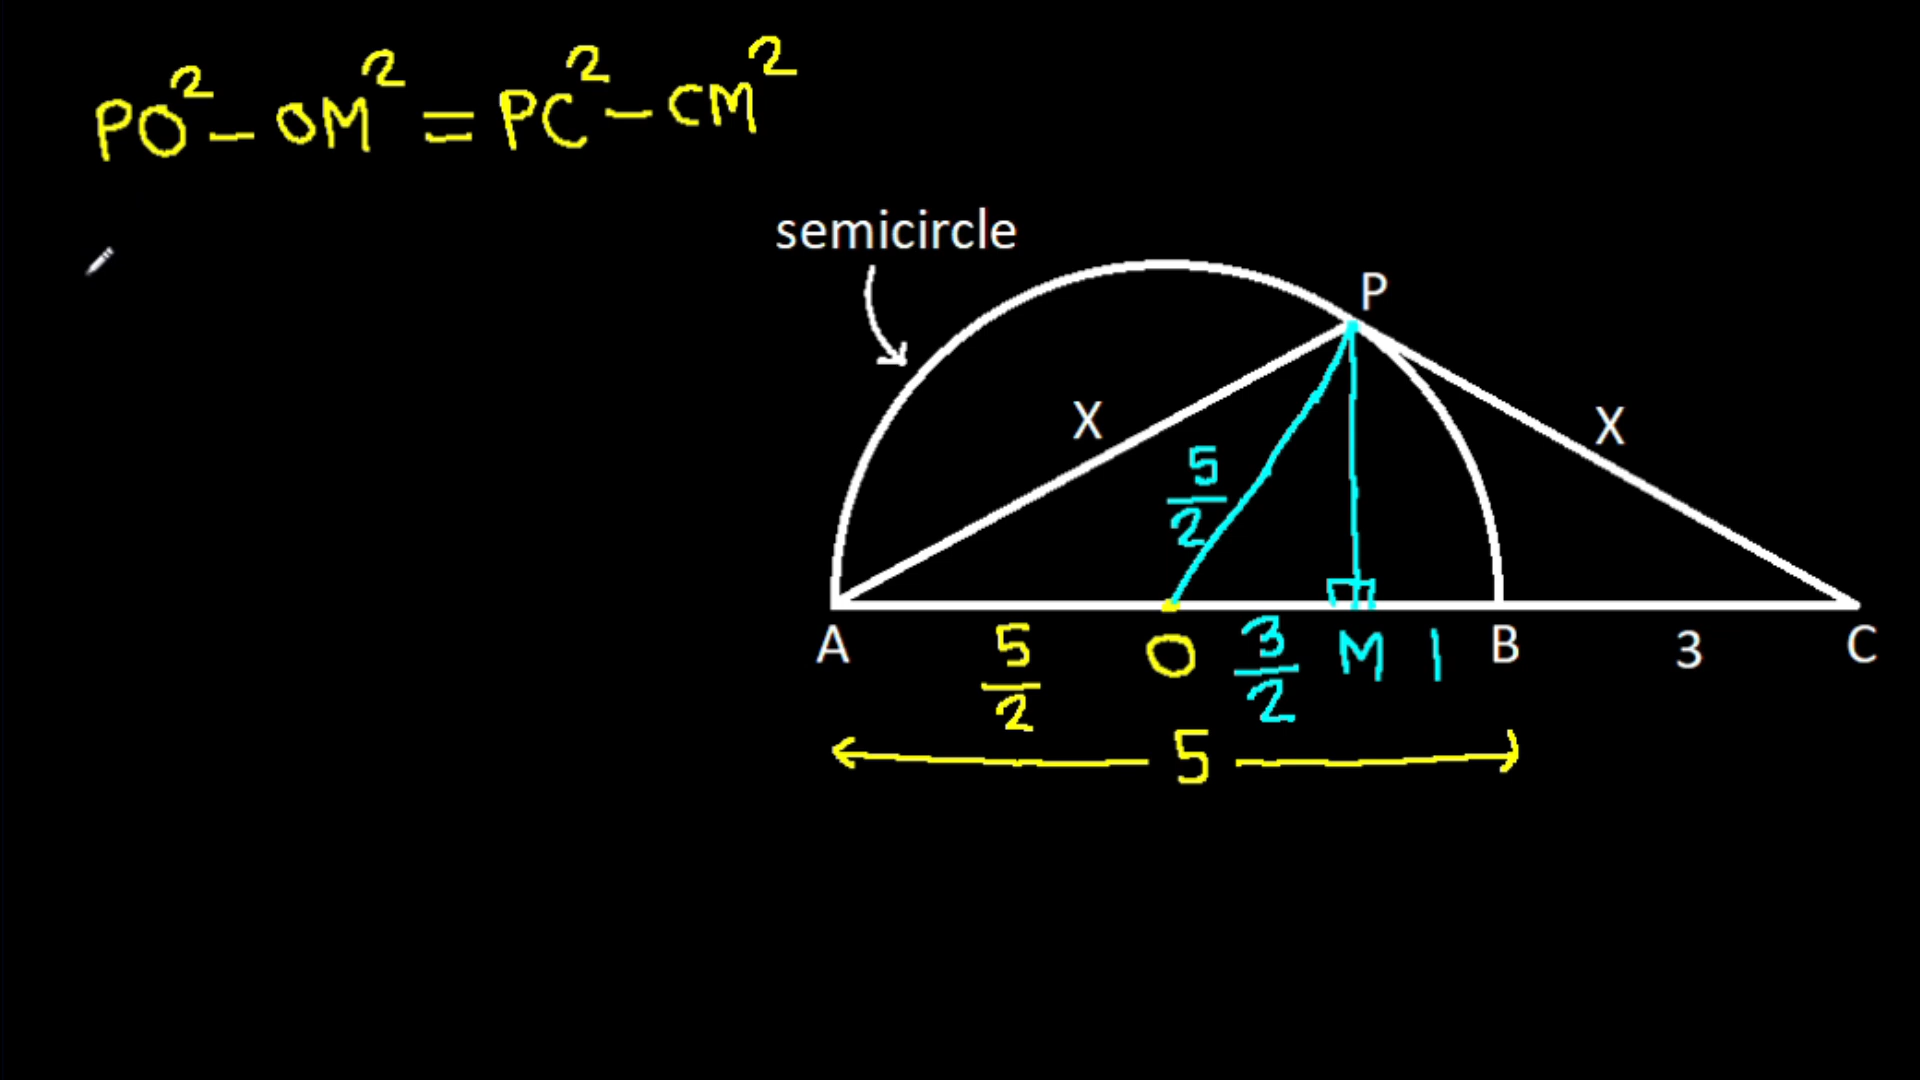 PO² - OM² = PC² - CM²
semicircle
P
X X
5/2
A 5/2 O 3/2 M 1 B 3 C
5